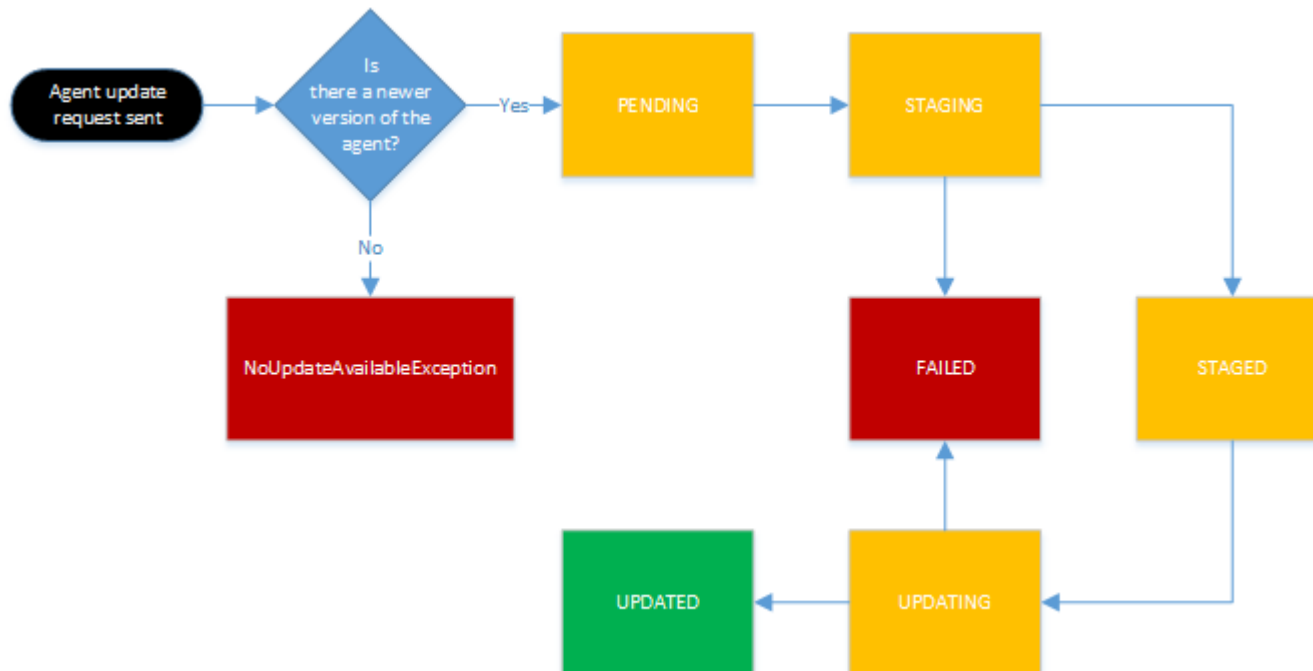 Agent update
request sent
Is
there a newer
version of the
agent?
Yes
PENDING
STAGING
No
NoUpdateAvailableException
FAILED
STAGED
UPDATED
UPDATING